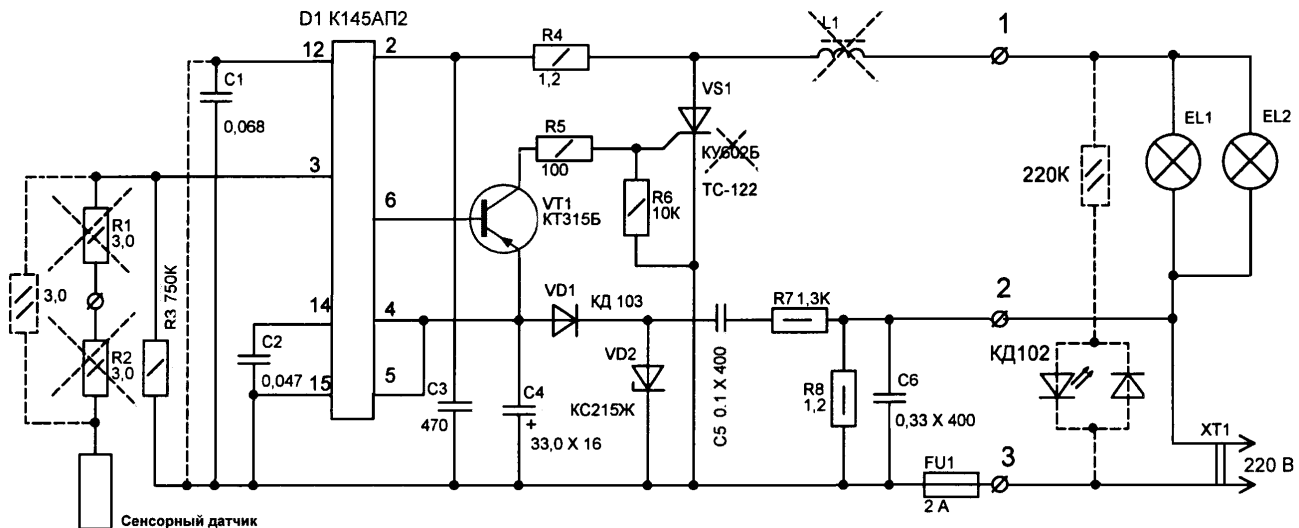 D1 К145АП2
12
2
R4
1,2
L1
1
C1
0,068
VS1
КУ602Б
ТС-122
EL1
EL2
R5
100
3
220К
6
VT1
КТ315Б
R6
10К
R1
3,0
3,0
R3 750К
R2
3,0
14
4
VD1
КД 103
R7 1,3К
2
C2
0,047
15
5
C3
470
C4
+
33,0 X 16
VD2
КС215Ж
C5 0.1 X 400
R8
1,2
C6
0,33 X 400
КД102
XT1
220 В
FU1
2 А
3
Сенсорный датчик